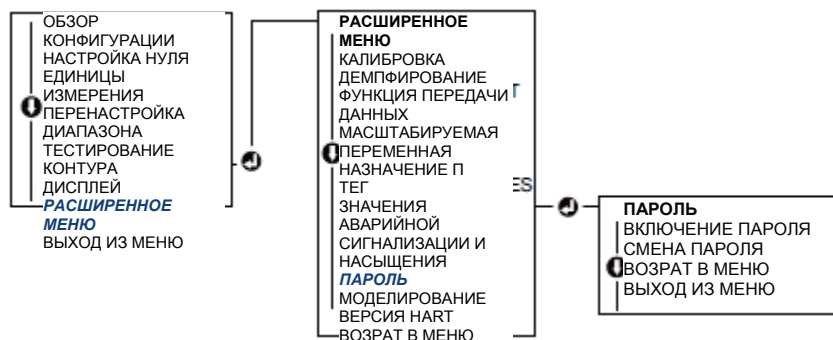 ОБЗОР
КОНФИГУРАЦИИ
НАСТРОЙКА НУЛЯ
ЕДИНИЦЫ
ИЗМЕРЕНИЯ
ПЕРЕНАСТРОЙКА
ДИАПАЗОНА
ТЕСТИРОВАНИЕ
КОНТУРА
ДИСПЛЕЙ
РАСШИРЕННОЕ
МЕНЮ
ВЫХОД ИЗ МЕНЮ
РАСШИРЕННОЕ
МЕНЮ
КАЛИБРОВКА
ДЕМПФИРОВАНИЕ
ФУНКЦИЯ ПЕРЕДАЧИ
ДАННЫХ
МАСШТАБИРУЕМАЯ
ПЕРЕМЕННАЯ
НАЗНАЧЕНИЕ П
ТЕГ
ЗНАЧЕНИЯ
АВАРИЙНОЙ
СИГНАЛИЗАЦИИ И
НАСЫЩЕНИЯ
ПАРОЛЬ
МОДЕЛИРОВАНИЕ
ВЕРСИЯ HART
ВОЗРАТ В МЕНЮ
ПАРОЛЬ
ВКЛЮЧЕНИЕ ПАРОЛЯ
СМЕНА ПАРОЛЯ
ВОЗРАТ В МЕНЮ
ВЫХОД ИЗ МЕНЮ